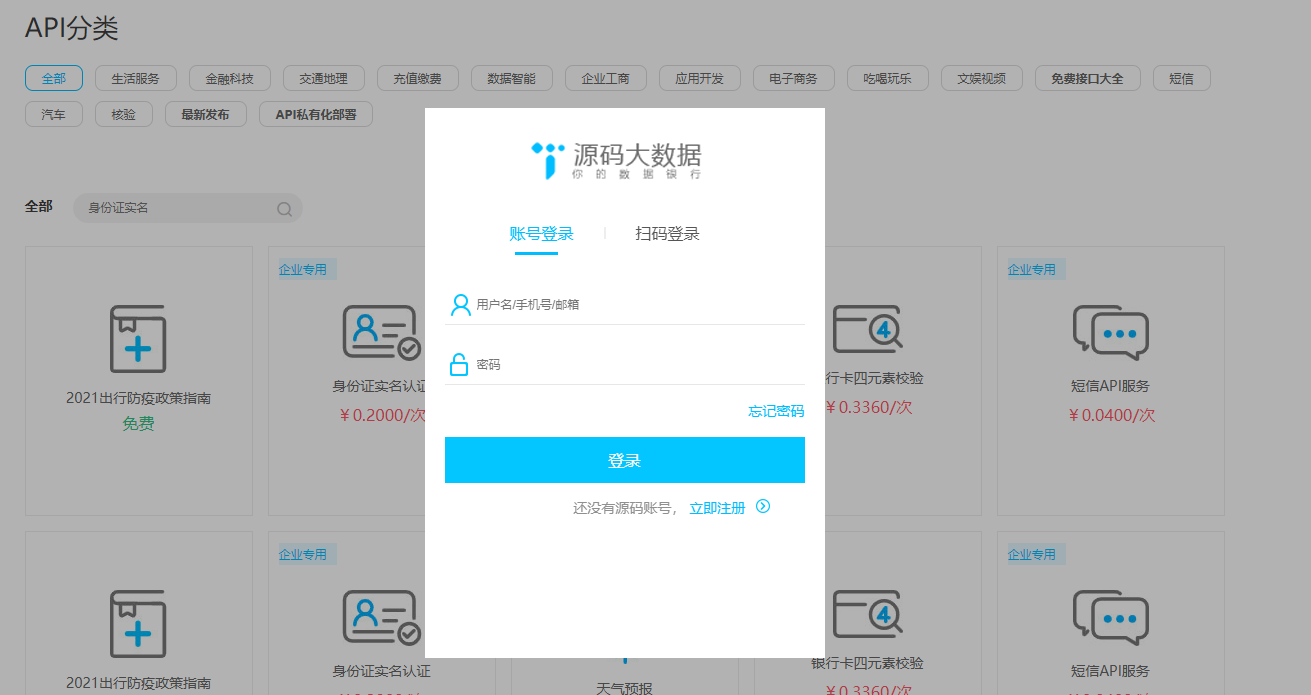 API分类
全部 生活服务 金融科技 交通地理 充值缴费 数据智能 企业工商 应用开发 电子商务 吃喝玩乐 文娱视频 免费接口大全 短信
汽车 核验 最新发布 API私有化部署
源码大数据
你的数据银行
全部 身份证实名
账号登录 扫码登录
企业专用 企业专用
用户名/手机号/邮箱
密码
2021出行防疫政策指南 身份证实名认证 行卡四元素校验 短信API服务
免费 ¥0.2000/次 ¥0.3360/次 ¥0.0400/次
忘记密码
登录
还没有源码账号， 立即注册
企业专用 企业专用
2021出行防疫政策指南 身份证实名认证 天气预报 银行卡四元素校验 短信API服务
¥0.3360/次